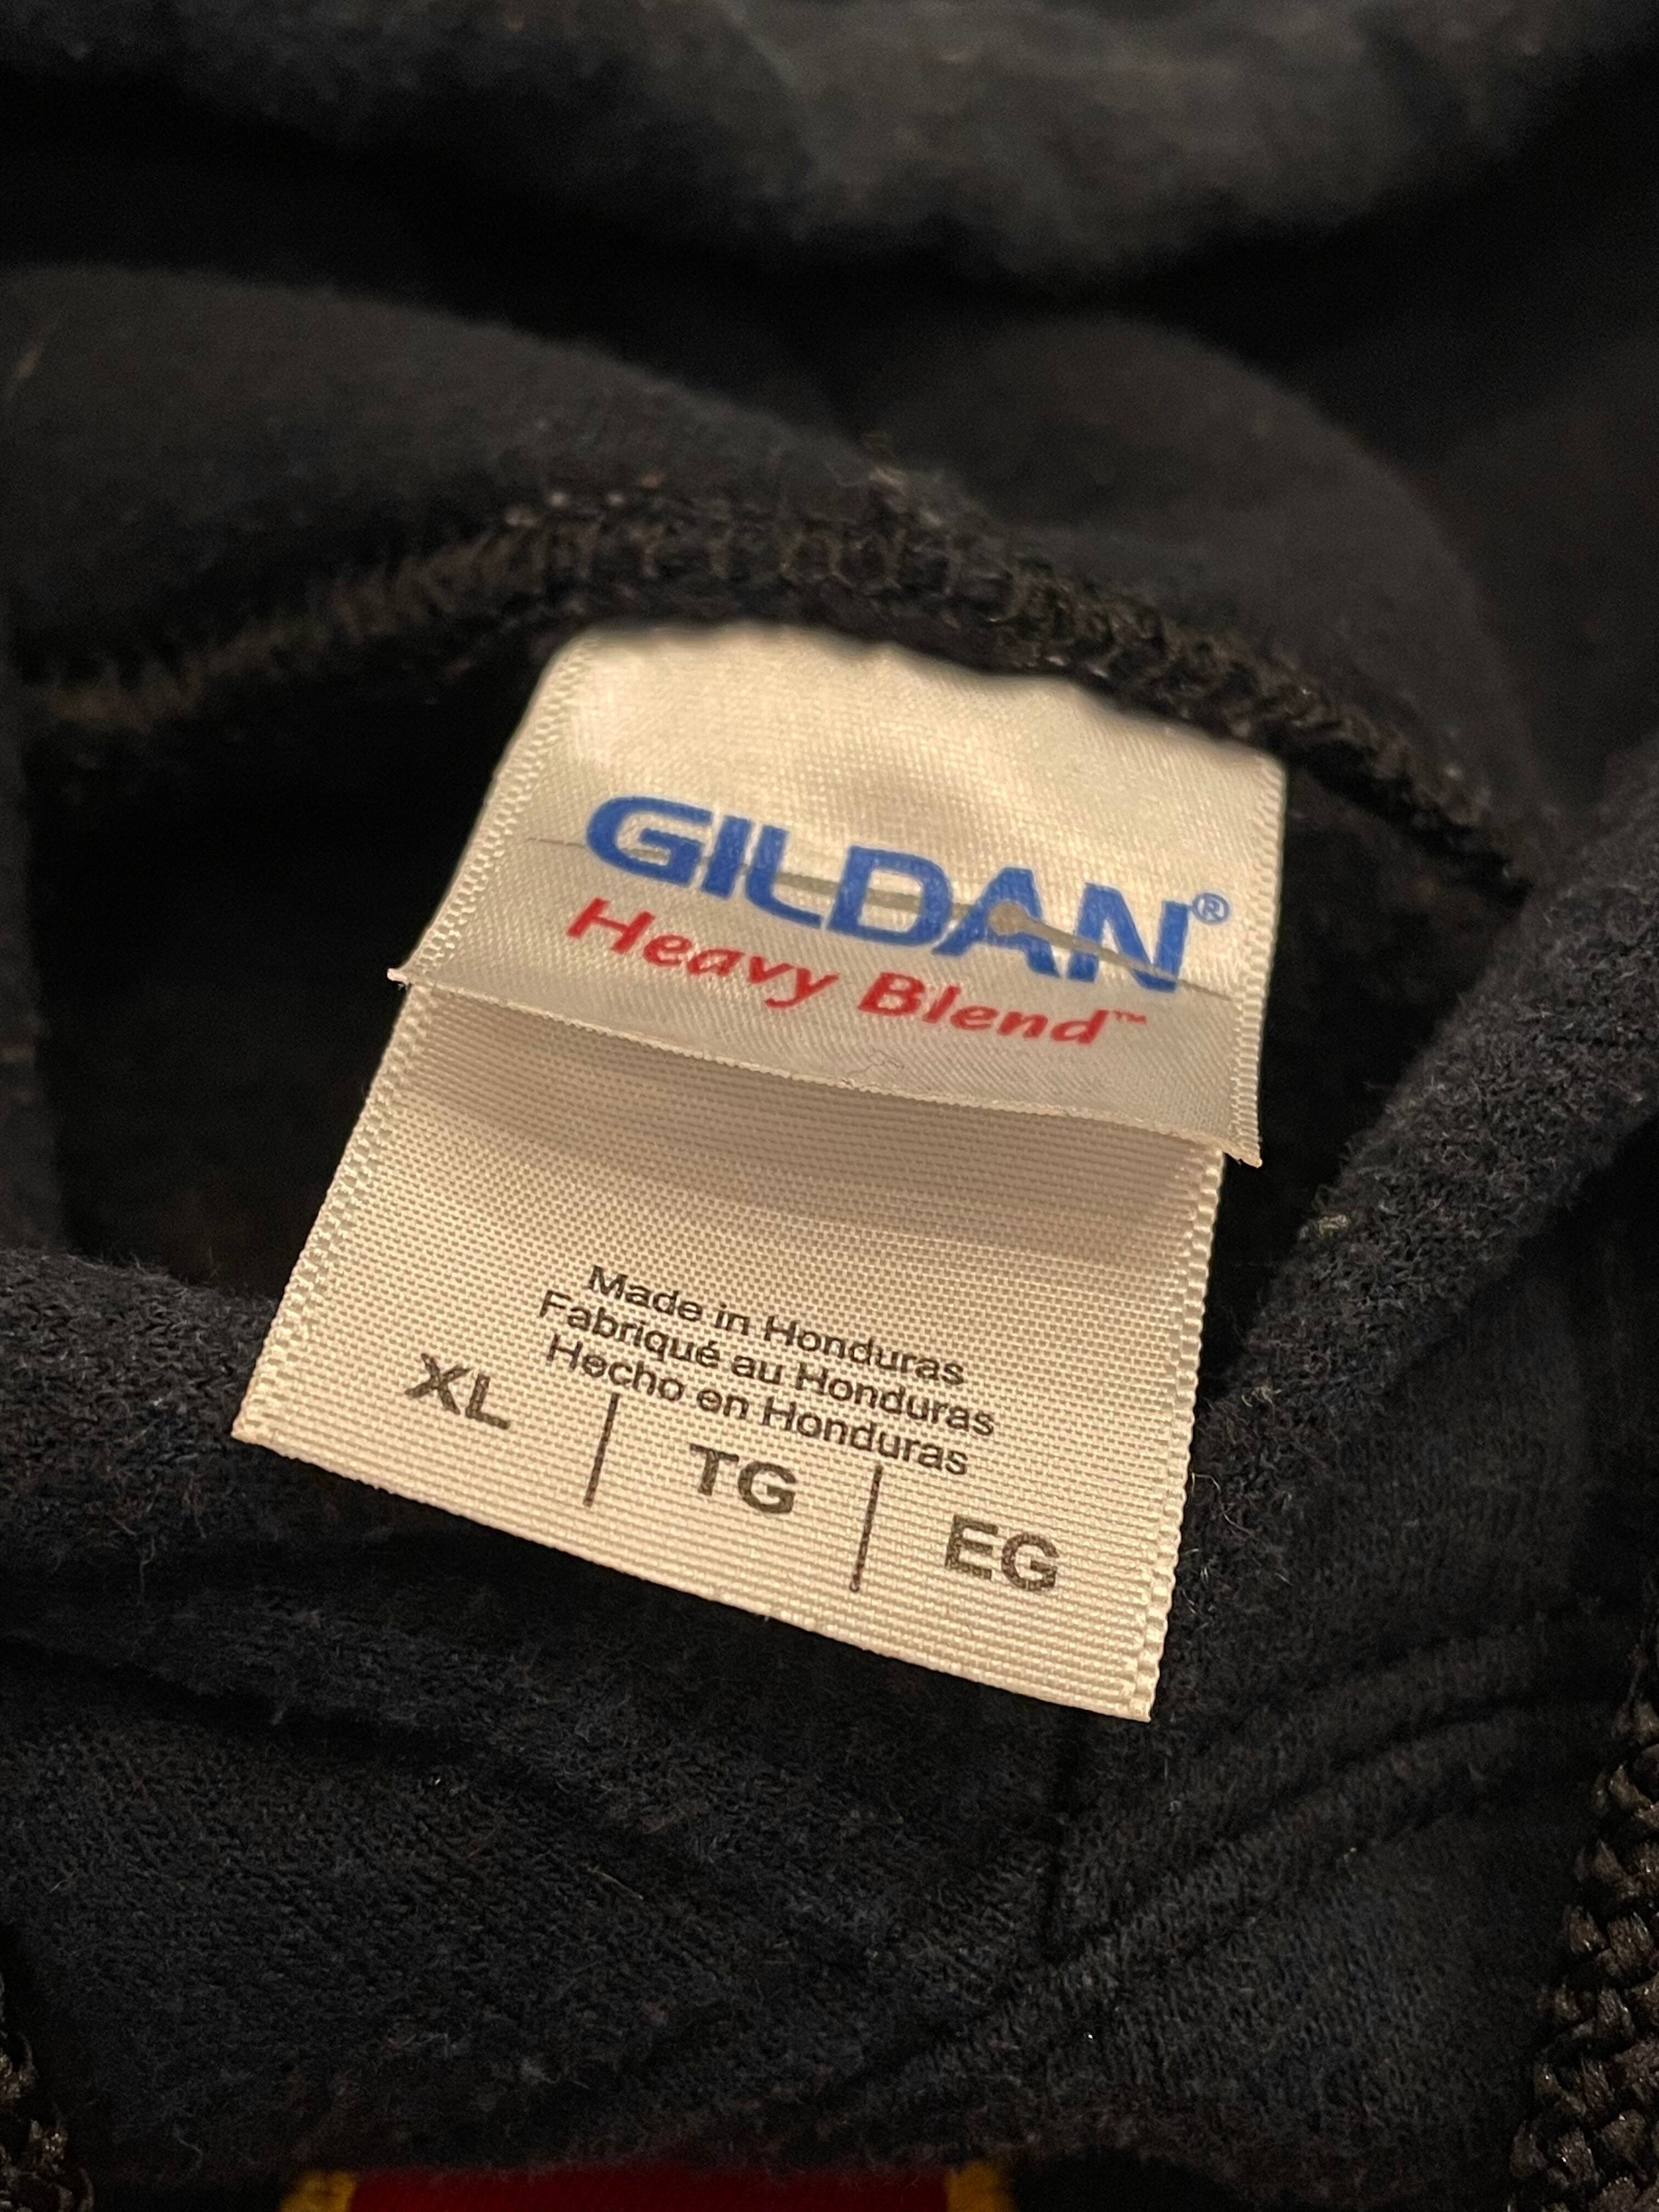 GILDAN®
Heavy Blend™
Made in Honduras
Fabriqué au Honduras
Hecho en Honduras
XL | TG | EG